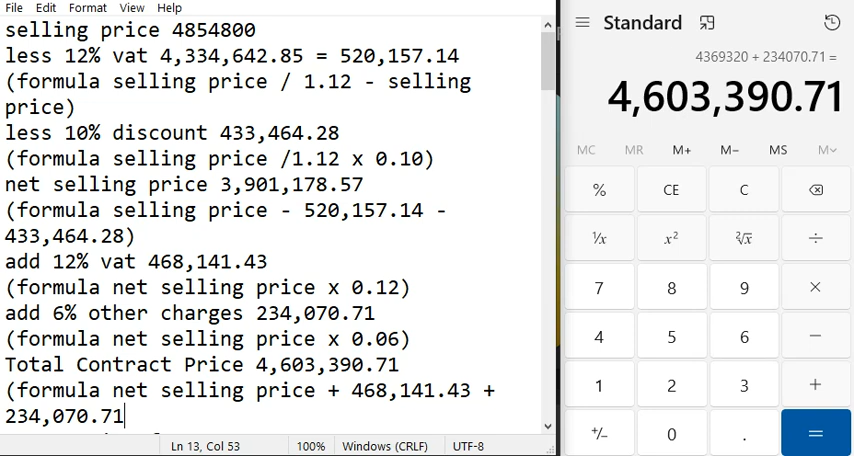 File Edit Format View Help
selling price 4854800
less 12% vat 4,334,642.85 = 520,157.14
(formula selling price / 1.12 - selling
price)
less 10% discount 433,464.28
(formula selling price /1.12 x 0.10)
net selling price 3,901,178.57
(formula selling price - 520,157.14 -
433,464.28)
add 12% vat 468,141.43
(formula net selling price x 0.12)
add 6% other charges 234,070.71
(formula net selling price x 0.06)
Total Contract Price 4,603,390.71
(formula net selling price + 468,141.43 +
234,070.71
Ln 13, Col 53 100% Windows (CRLF) UTF-8
Standard
4369320 + 234070.71 =
4,603,390.71
MC MR M+ M− MS M˅
% CE C
¹/x x² ²√x ÷
7 8 9 ×
4 5 6 −
1 2 3 +
+/− 0 . =